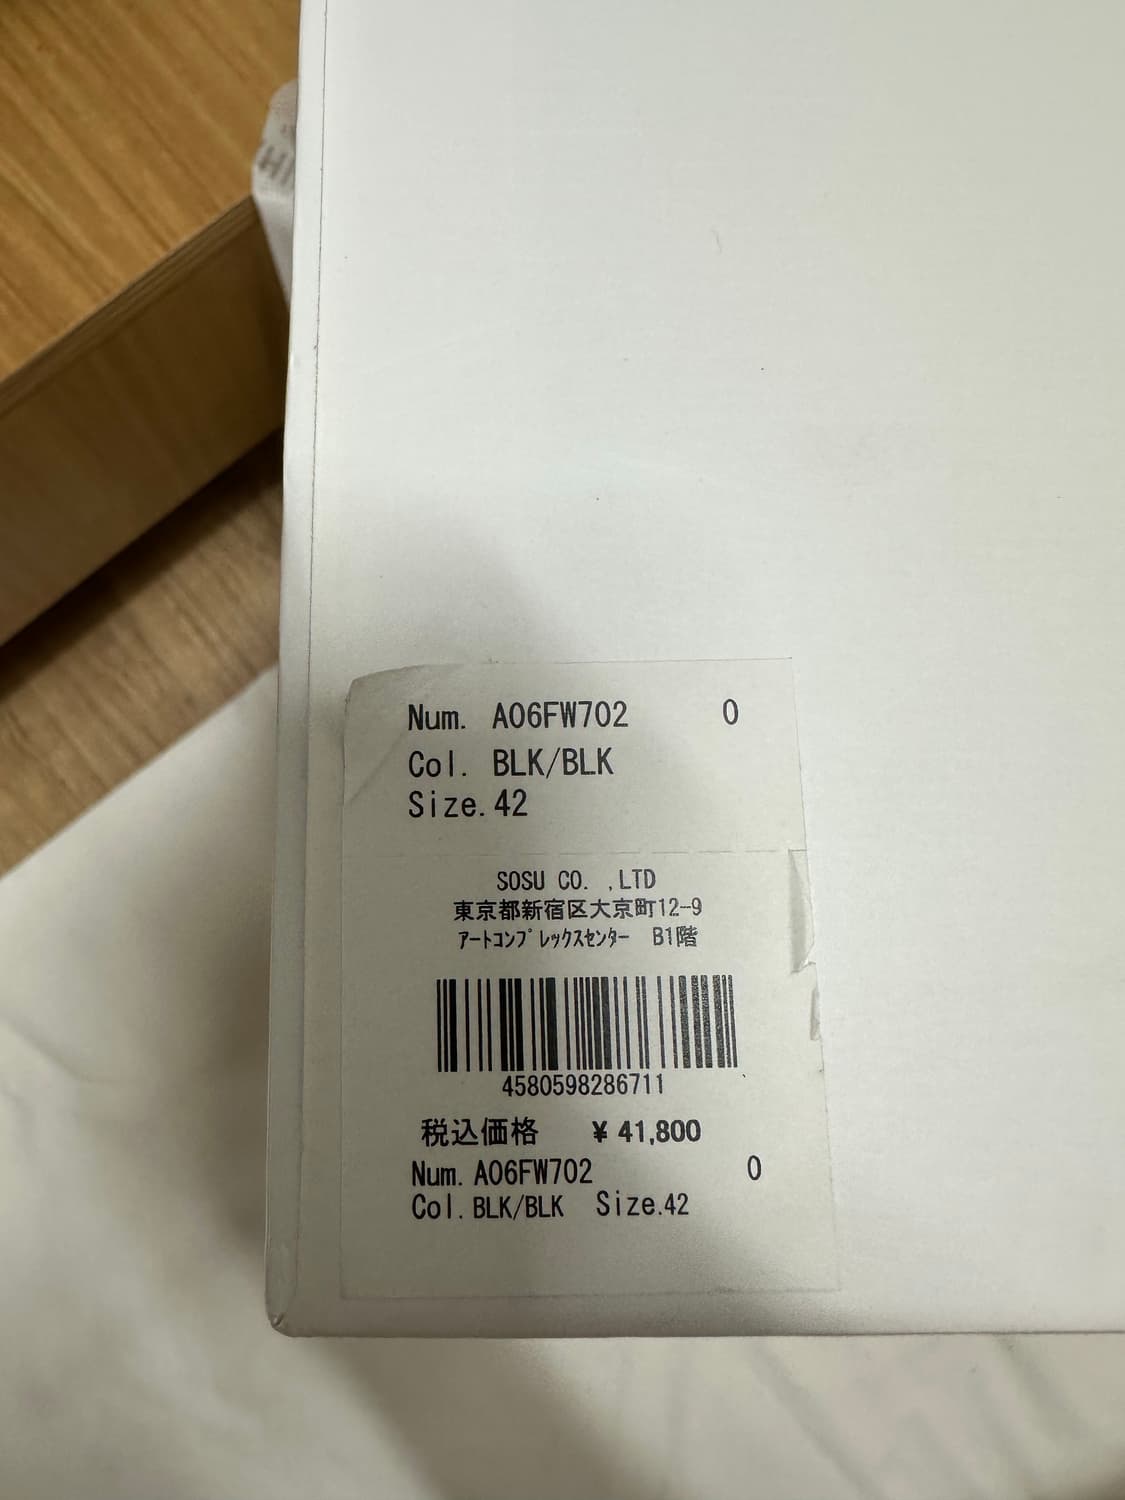 HI
Num. A06FW702 0
Col. BLK/BLK
Size.42
SOSU CO. ,LTD
東京都新宿区大京町12-9
ｱｰﾄｺﾝﾌﾟﾚｯｸｽｾﾝﾀｰ B1階
4580598286711
税込価格 ¥ 41,800
Num. A06FW702 0
Col. BLK/BLK Size.42